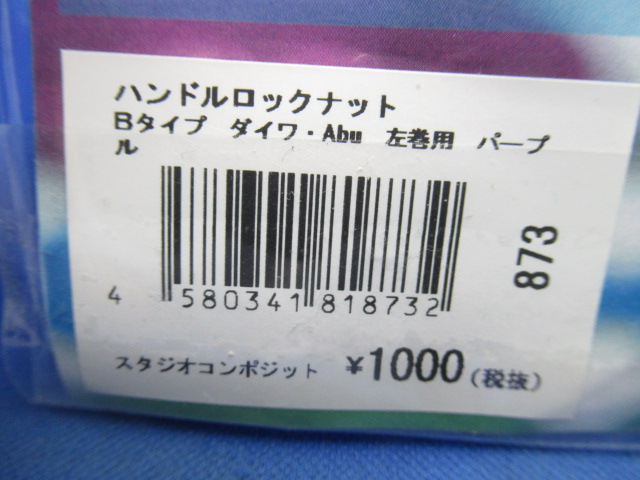 ハンドルロックナット
Bタイプ ダイワ・Abu 左巻用 パープ
ル
873
4 580341 818732
スタジオコンポジット ¥1000(税抜)